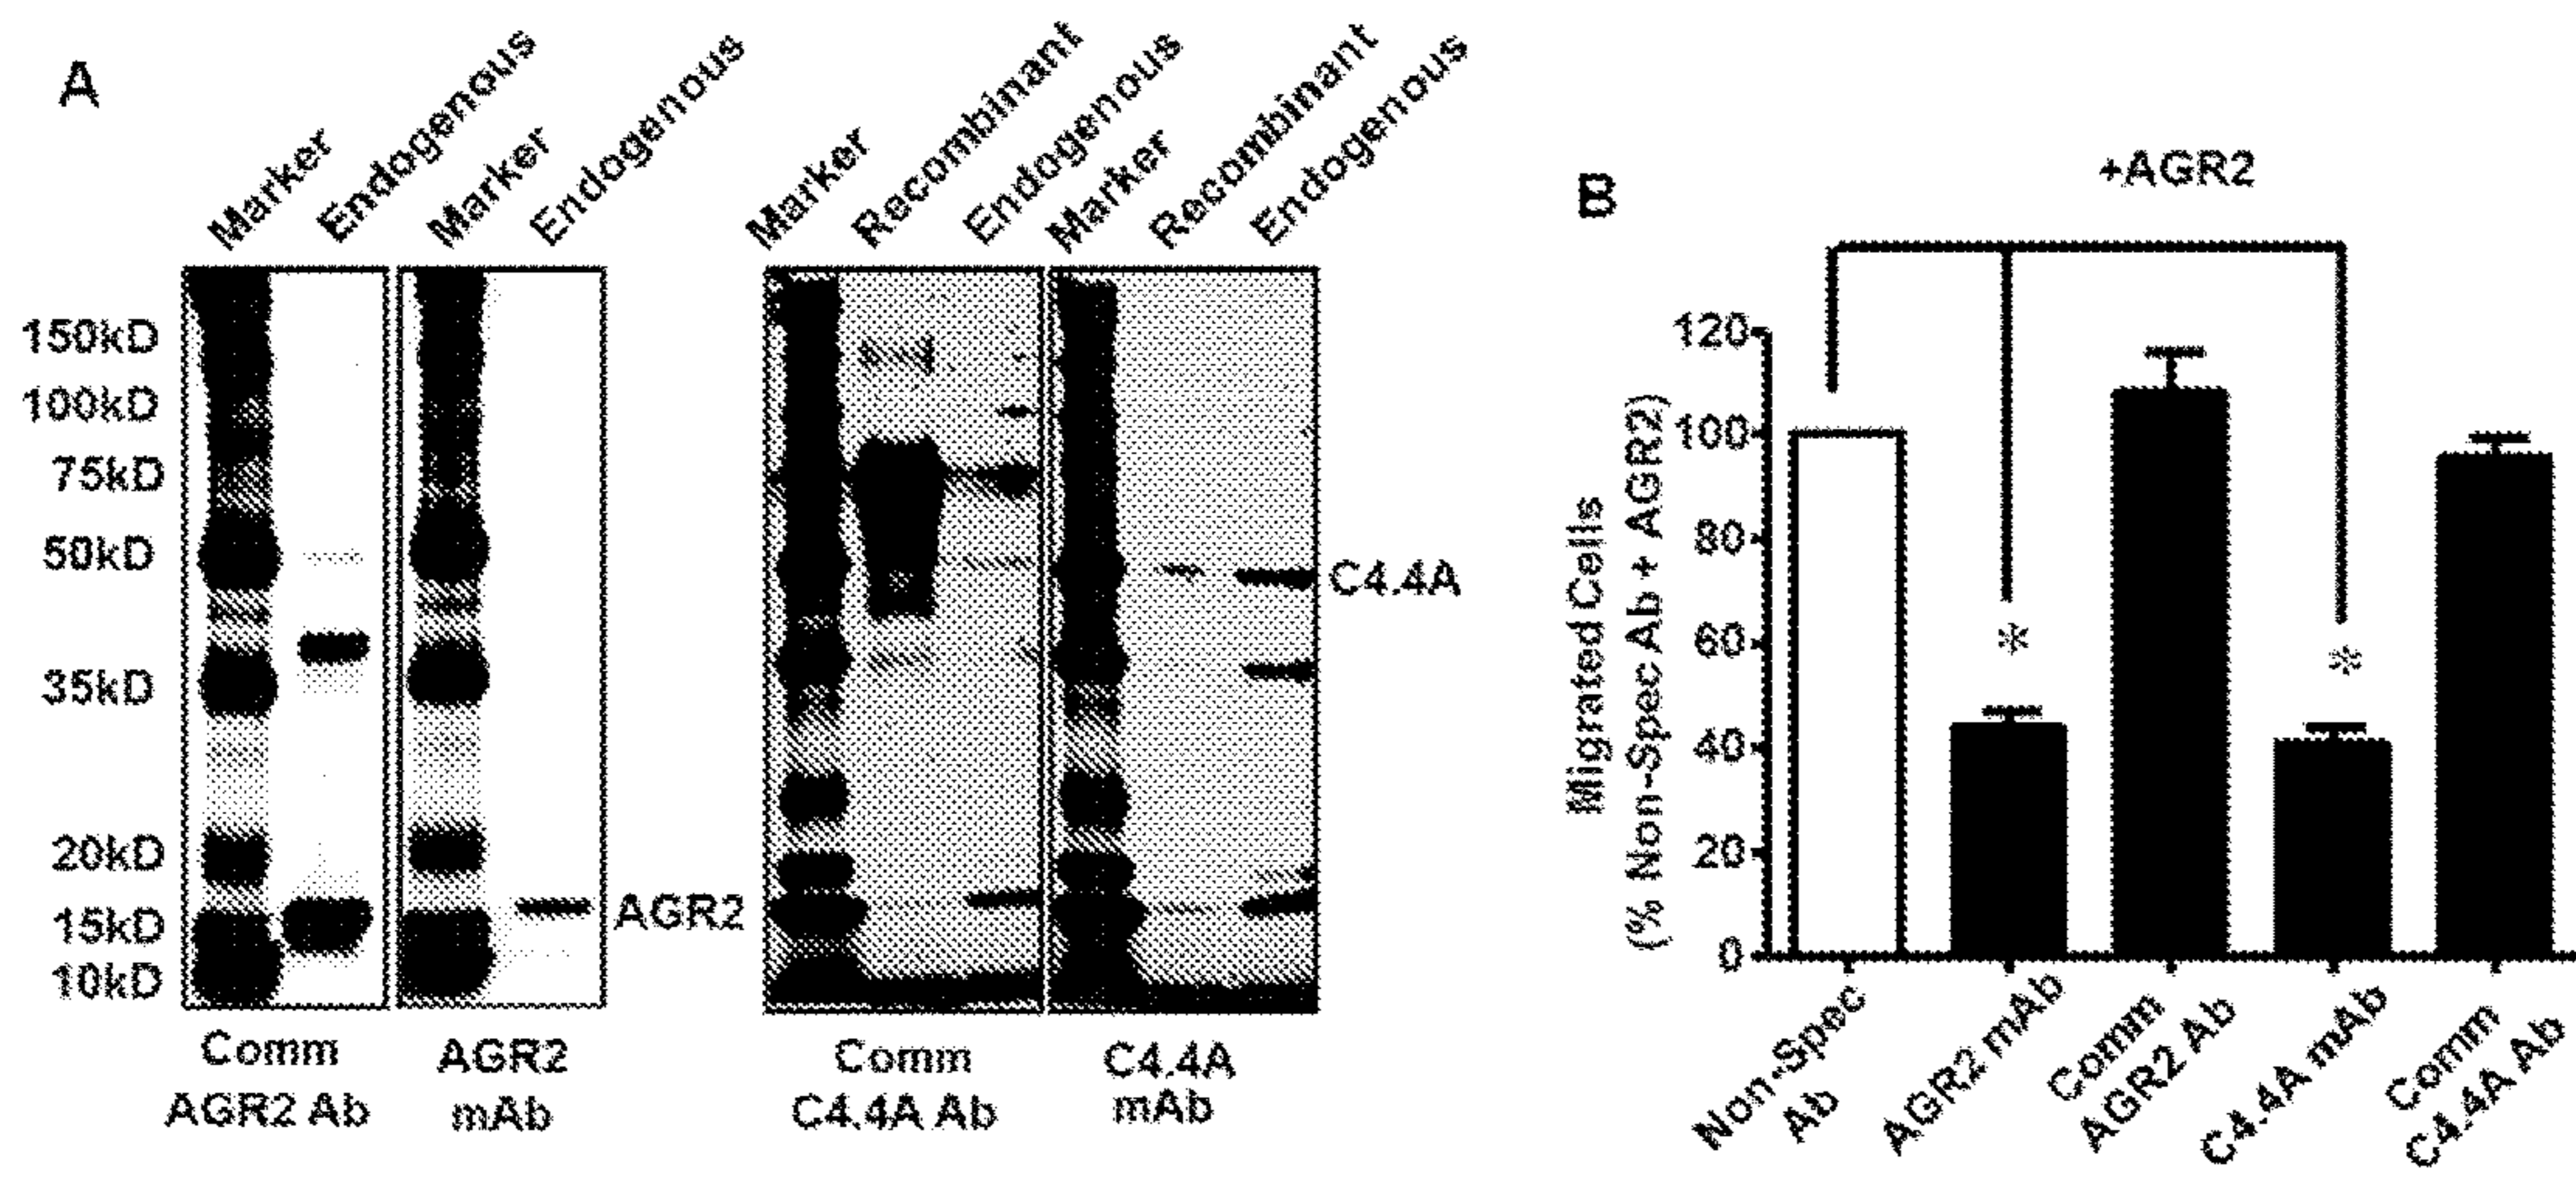 A
Marker
Endogenous
Marker
Endogenous
Marker
Recombinant
Endogenous
Marker
Recombinant
Endogenous
150kD
100kD
75kD
50kD
35kD
20kD
15kD
10kD
AGR2
C4.4A
Comm
AGR2 Ab
AGR2
mAb
Comm
C4.4A Ab
C4.4A
mAb
B
+AGR2
Migrated Cells
(% Non-Spec Ab + AGR2)
120
100
80
60
40
20
0
*
*
Non-Spec
Ab
AGR2 mAb
Comm
AGR2 Ab
C4.4A mAb
Comm
C4.4A Ab